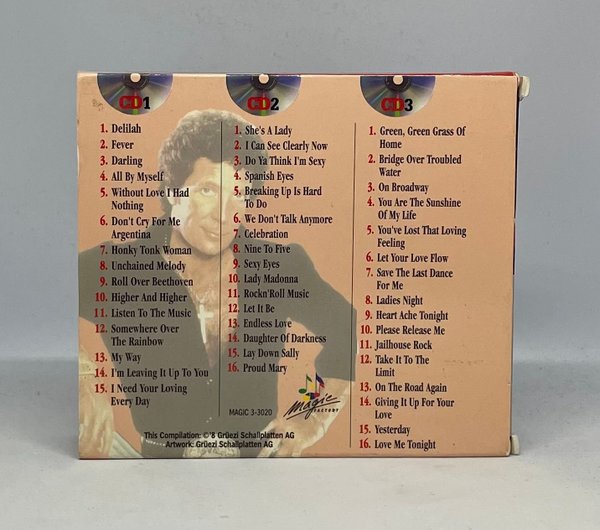 CD1
1. Delilah
2. Fever
3. Darling
4. All By Myself
5. Without Love I Had
Nothing
6. Don't Cry For Me
Argentina
7. Honky Tonk Woman
8. Unchained Melody
9. Roll Over Beethoven
10. Higher And Higher
11. Listen To The Music
12. Somewhere Over
The Rainbow
13. My Way
14. I'm Leaving It Up To You
15. I Need Your Loving
Every Day
CD2
1. She's A Lady
2. I Can See Clearly Now
3. Do Ya Think I'm Sexy
4. Spanish Eyes
5. Breaking Up Is Hard
To Do
6. We Don't Talk Anymore
7. Celebration
8. Nine To Five
9. Sexy Eyes
10. Lady Madonna
11. Rockn'Roll Music
12. Let It Be
13. Endless Love
14. Daughter Of Darkness
15. Lay Down Sally
16. Proud Mary
CD3
1. Green, Green Grass Of
Home
2. Bridge Over Troubled
Water
3. On Broadway
4. You Are The Sunshine
Of My Life
5. You've Lost That Loving
Feeling
6. Let Your Love Flow
7. Save The Last Dance
For Me
8. Ladies Night
9. Heart Ache Tonight
10. Please Release Me
11. Jailhouse Rock
12. Take It To The
Limit
13. On The Road Again
14. Giving It Up For Your
Love
15. Yesterday
16. Love Me Tonight
MAGIC 3-3020
Magic
FACTORY
This Compilation: ©'8 Grüezi Schallplatten AG
Artwork: Grüezi Schallplatten AG